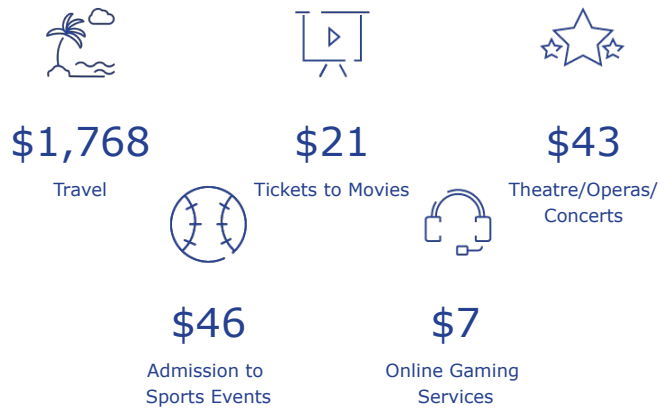 $1,768
Travel
$21
Tickets to Movies
$43
Theatre/Operas/
Concerts
$46
Admission to
Sports Events
$7
Online Gaming
Services